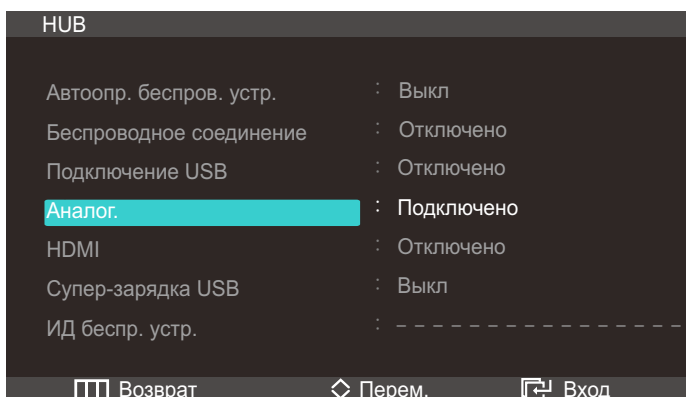 HUB
Автоопр. беспров. устр. : Выкл
Беспроводное соединение : Отключено
Подключение USB : Отключено
Аналог. : Подключено
HDMI : Отключено
Супер-зарядка USB : Выкл
ИД беспр. устр. : – – – – – – – – – – – – – – – –
Возврат Перем. Вход